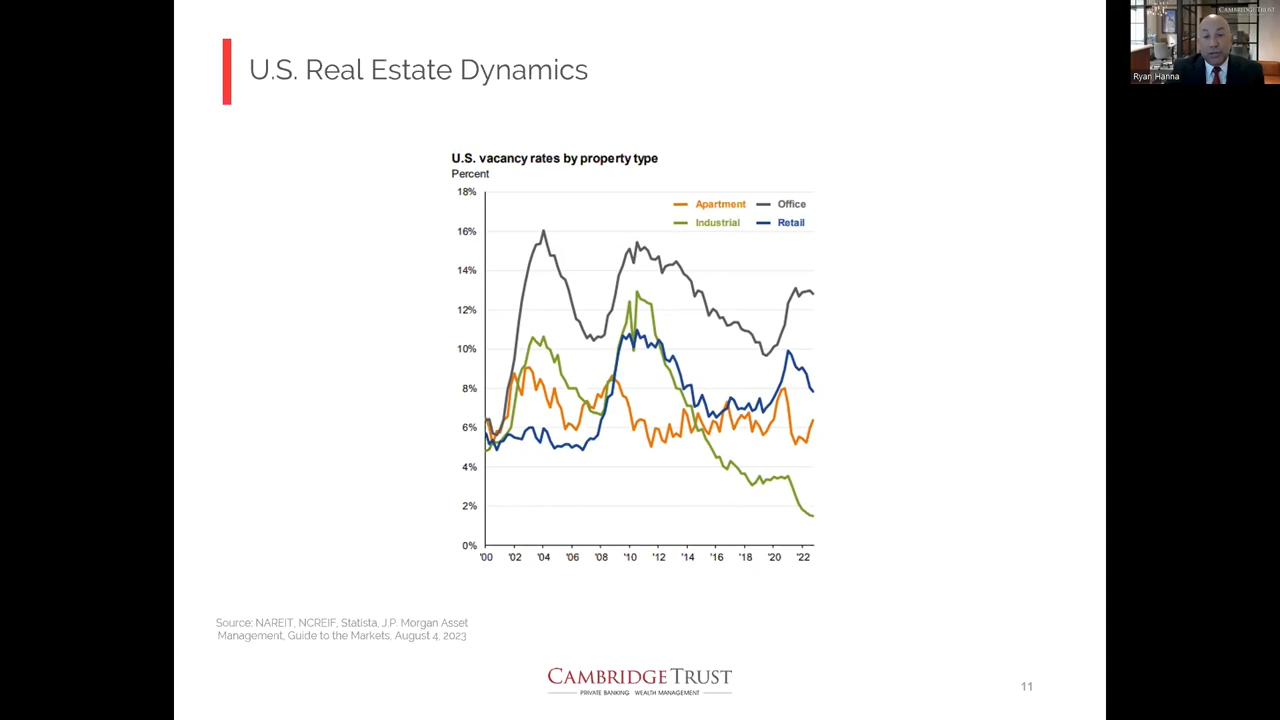 CAMBRIDGE TRUST
Ryan Hanna
U.S. Real Estate Dynamics
U.S. vacancy rates by property type
Percent
18%
16%
14%
12%
10%
8%
6%
4%
2%
0%
Apartment Office
Industrial Retail
'00 '02 '04 '06 '08 '10 '12 '14 '16 '18 '20 '22
Source: NAREIT, NCREIF, Statista, J.P. Morgan Asset
Management, Guide to the Markets, August 4, 2023
CAMBRIDGE TRUST
PRIVATE BANKING WEALTH MANAGEMENT
11